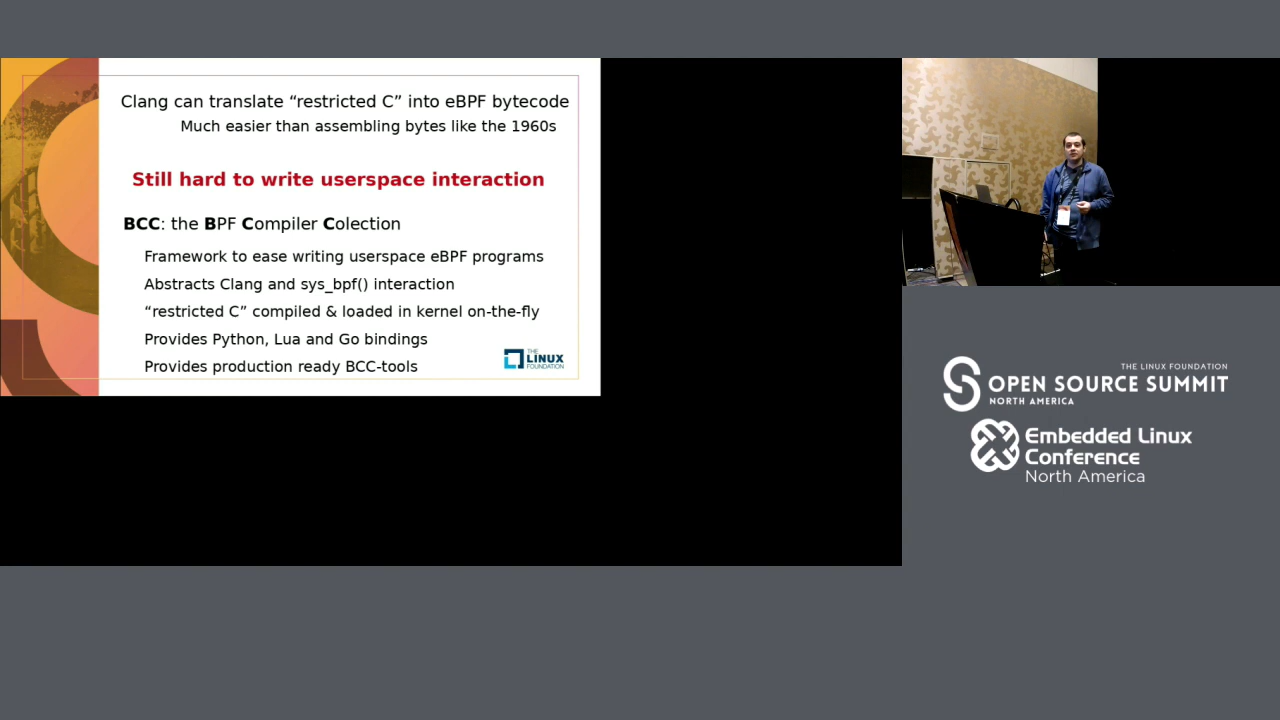 Clang can translate “restricted C” into eBPF bytecode
Much easier than assembling bytes like the 1960s
Still hard to write userspace interaction
BCC: the BPF Compiler Colection
Framework to ease writing userspace eBPF programs
Abstracts Clang and sys_bpf() interaction
“restricted C” compiled & loaded in kernel on-the-fly
Provides Python, Lua and Go bindings
Provides production ready BCC-tools
THE
LINUX
FOUNDATION
THE LINUX FOUNDATION
OPEN SOURCE SUMMIT
NORTH AMERICA
Embedded Linux
Conference
North America